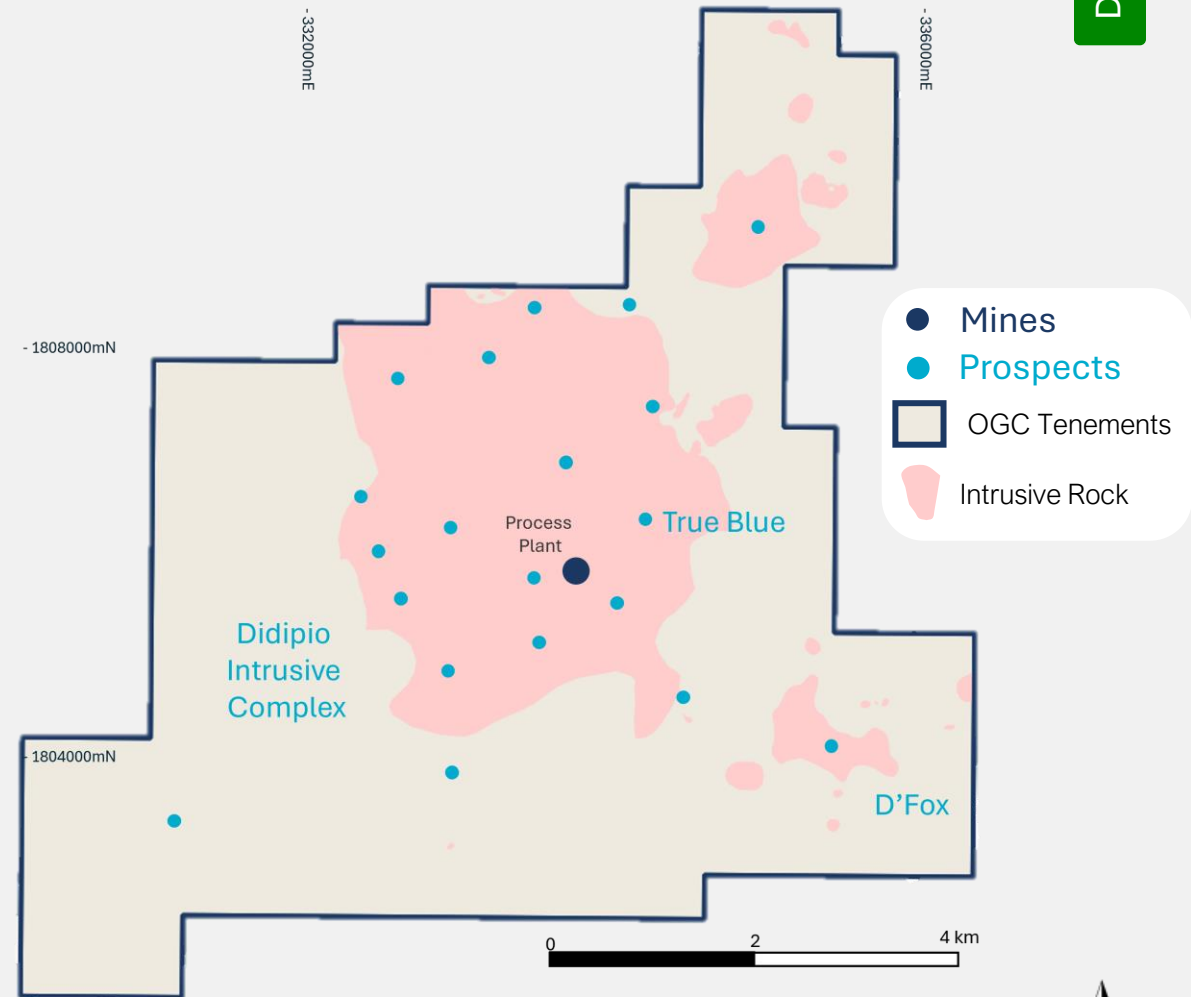 - 332000mE
- 336000mE
D
- 1808000mN
Mines
Prospects
OGC Tenements
Intrusive Rock
Process
Plant
True Blue
Didipio
Intrusive
Complex
- 1804000mN
D'Fox
0 2 4 km